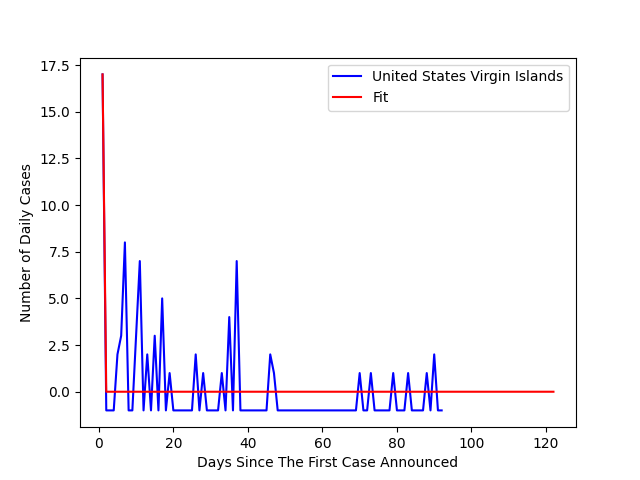 17.5
15.0
12.5
10.0
7.5
5.0
2.5
0.0
Number of Daily Cases
United States Virgin Islands
Fit
0 20 40 60 80 100 120
Days Since The First Case Announced